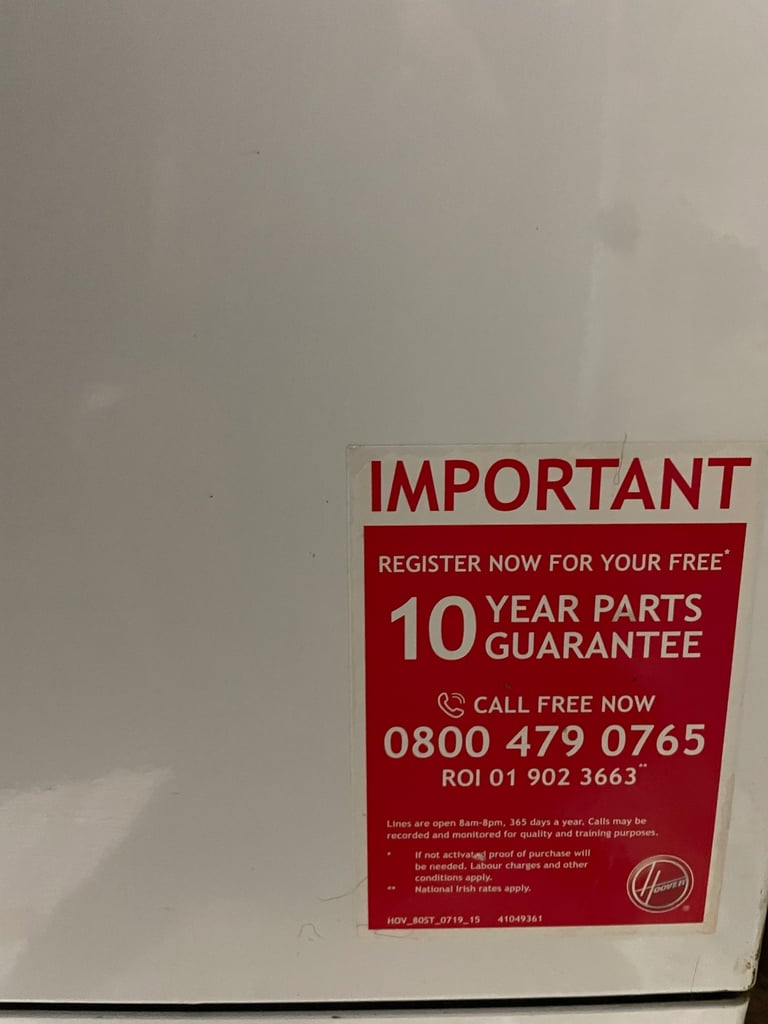 IMPORTANT
REGISTER NOW FOR YOUR FREE*
10 YEAR PARTS
GUARANTEE
CALL FREE NOW
0800 479 0765
ROI 01 902 3663**
Lines are open 8am-8pm, 365 days a year. Calls may be
recorded and monitored for quality and training purposes.
* If not activated proof of purchase will
be needed. Labour charges and other
conditions apply.
** National Irish rates apply.
HOOVER ®
HOV_80ST_0719_15 41049361